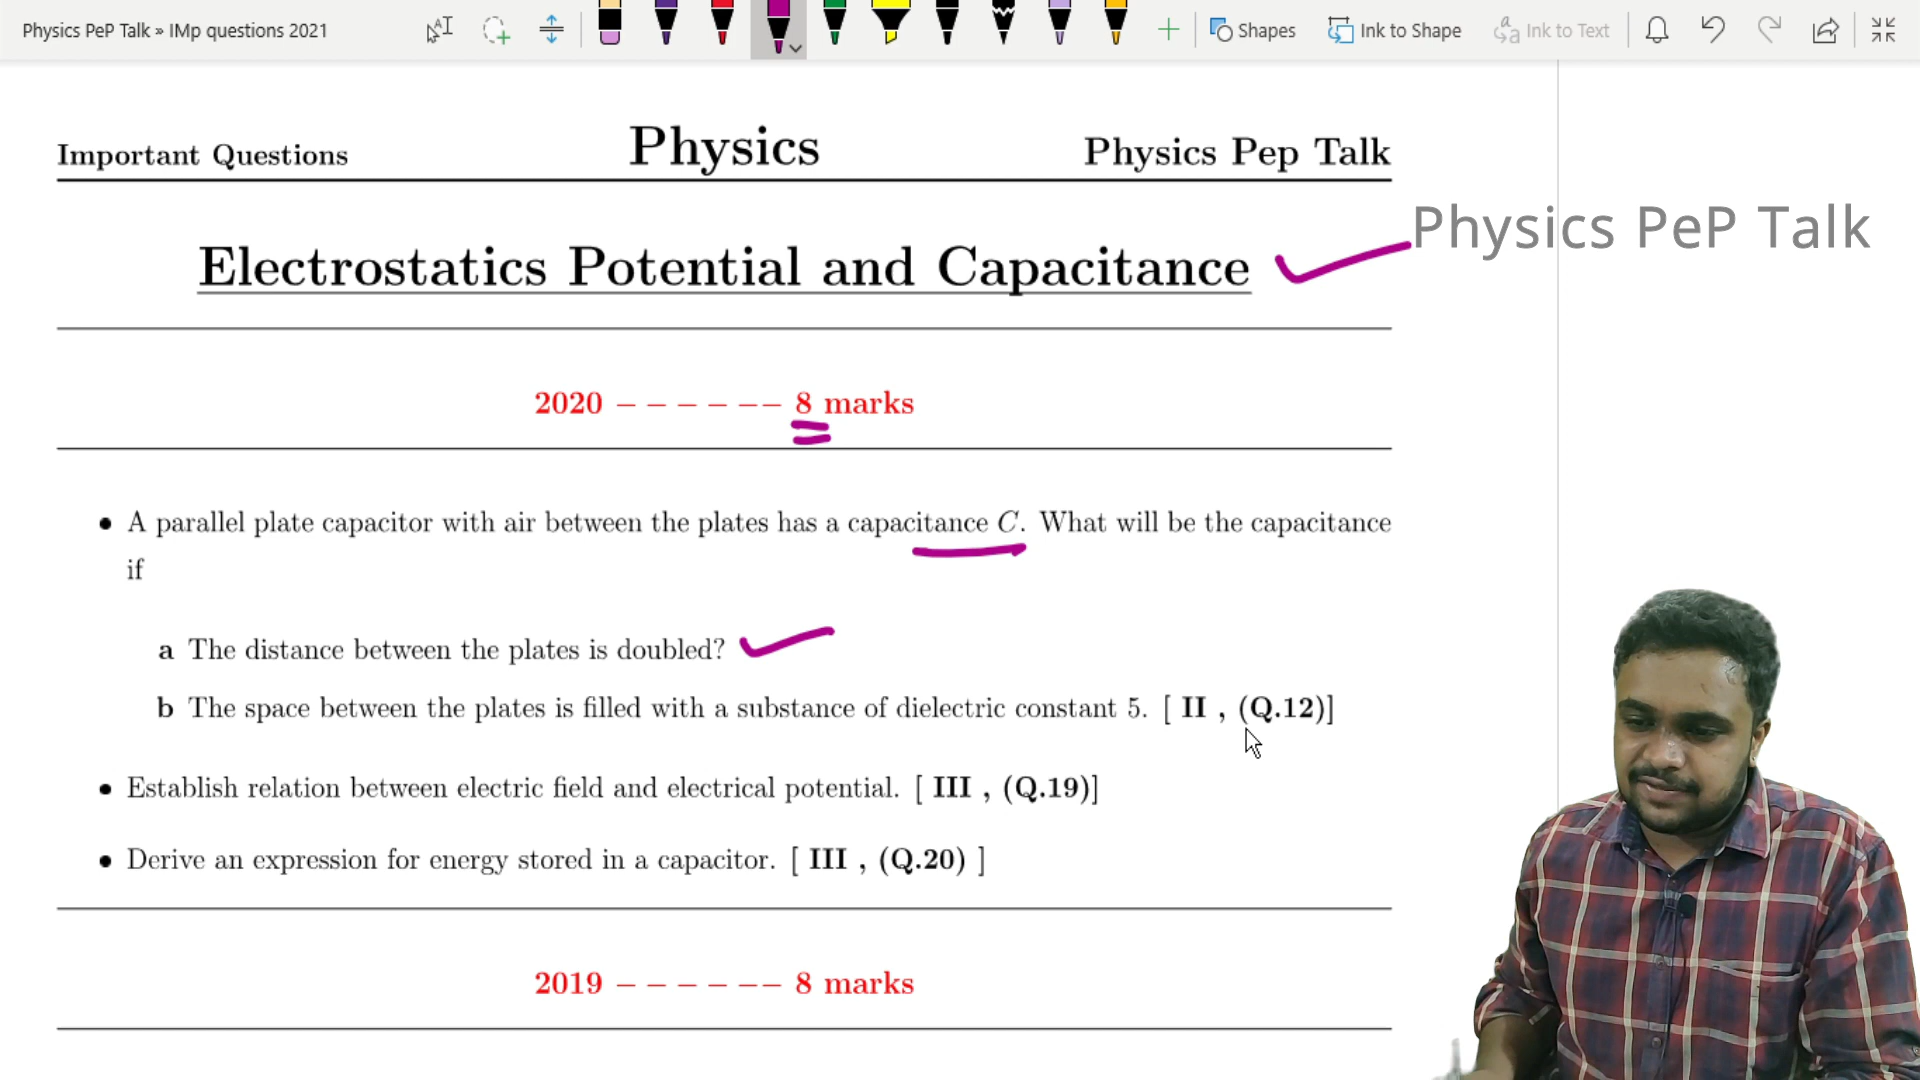 Physics PeP Talk » IMp questions 2021
Shapes
Ink to Shape
Ink to Text
Important Questions
Physics
Physics Pep Talk
Physics PeP Talk
Electrostatics Potential and Capacitance
2020 − − − − − − 8 marks
• A parallel plate capacitor with air between the plates has a capacitance C. What will be the capacitance
if
a The distance between the plates is doubled?
b The space between the plates is filled with a substance of dielectric constant 5. [ II , (Q.12)]
• Establish relation between electric field and electrical potential. [ III , (Q.19)]
• Derive an expression for energy stored in a capacitor. [ III , (Q.20) ]
2019 − − − − − − 8 marks